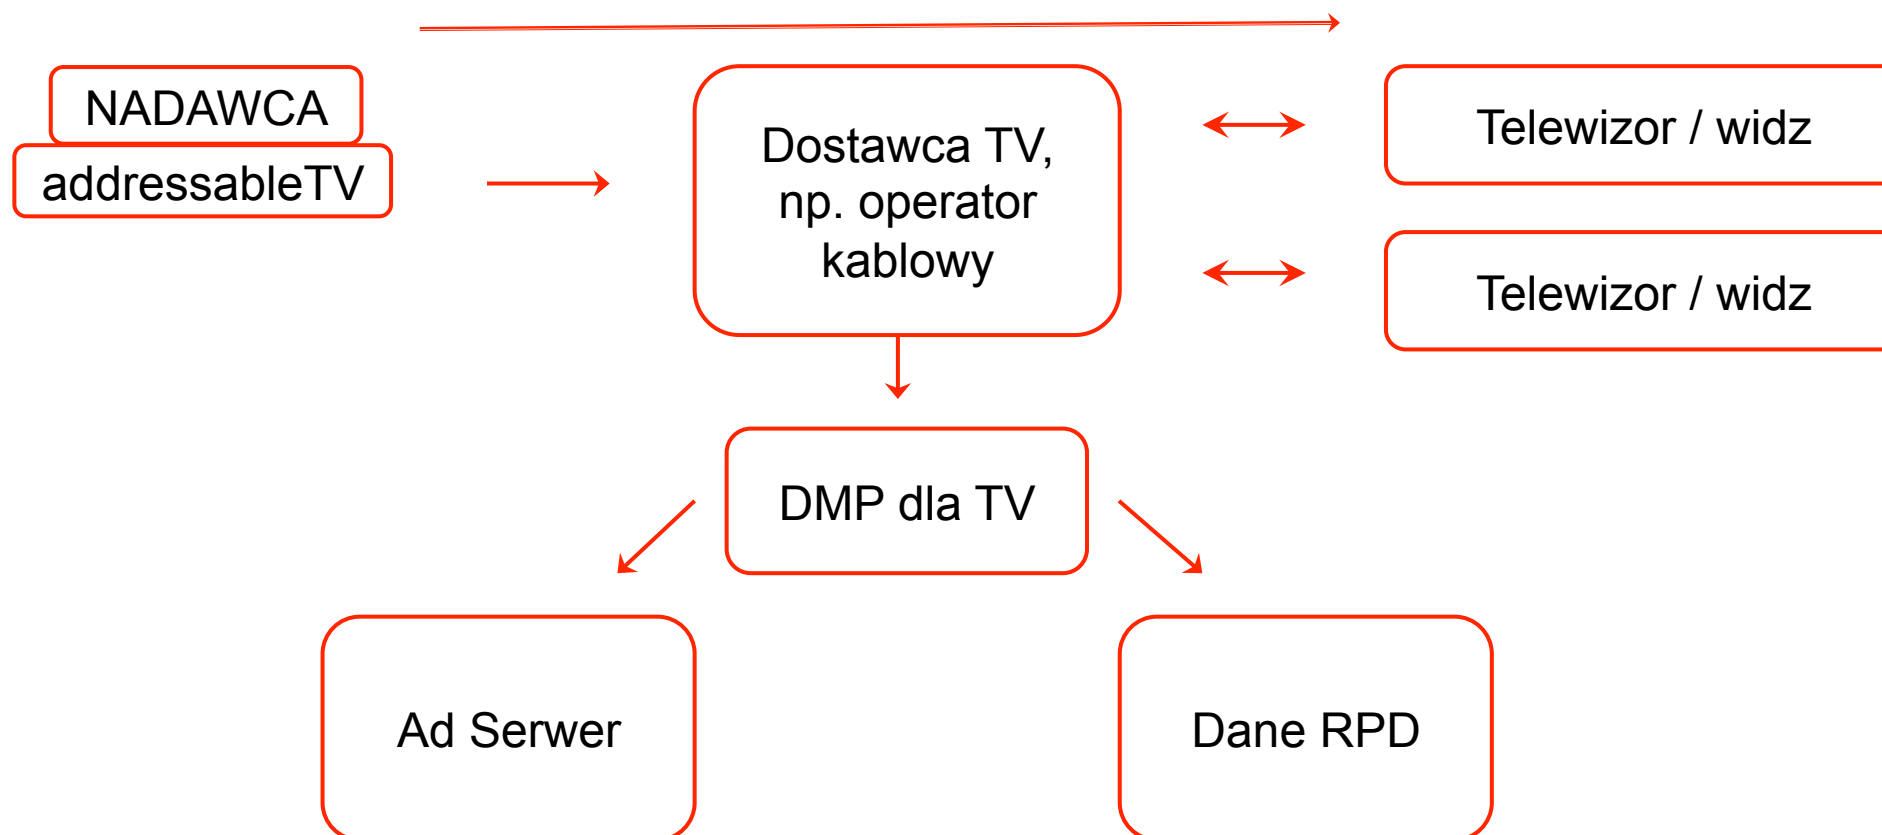 NADAWCA
addressableTV
Dostawca TV,
np. operator
kablowy
Telewizor / widz
Telewizor / widz
DMP dla TV
Ad Serwer
Dane RPD